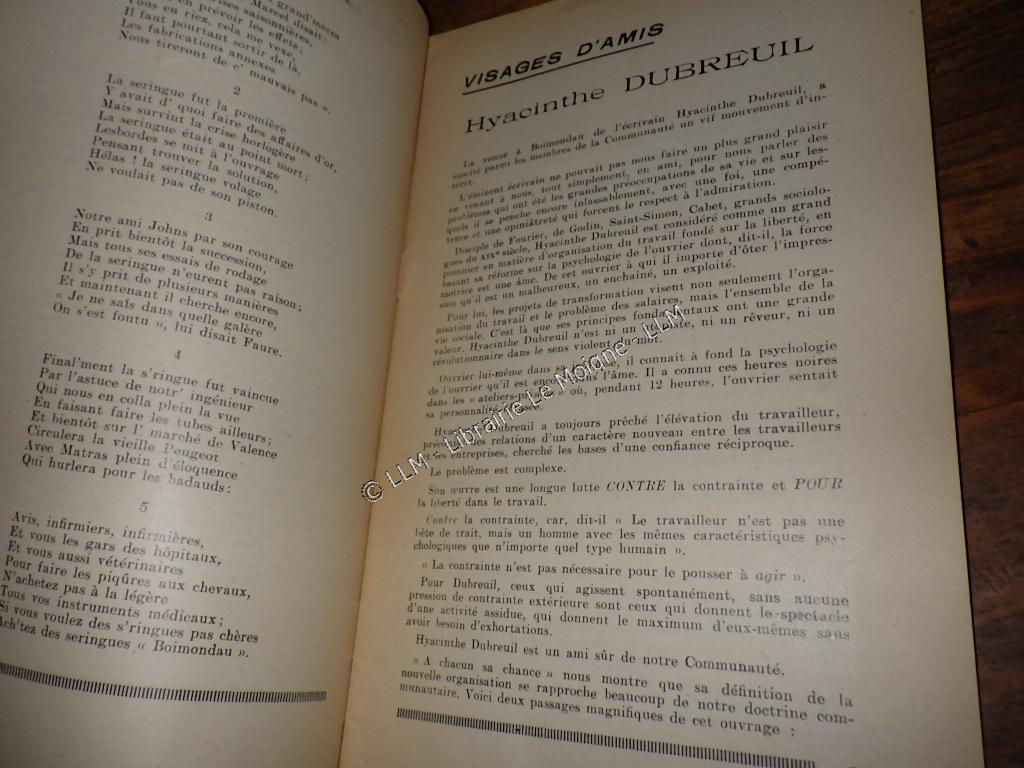 grand'mères
Marcel disait:
crises saisonnières,
en prévoir les effets;
Vous en riez, cela me vexe,
Il faut pourtant sortir de là,
Les fabrications annexes
Nous tireront de c' mauvais pas ».
2
La seringue fut la première
Y avait d' quoi faire des affaires d'or,
Mais survint la crise horlogère
La seringue était au point mort;
Lesbordes se mit à l'ouvrage
Pensant trouver la solution,
Hélas ! la seringue volage
Ne voulait pas de son piston.
3
Notre ami Johns par son courage
En prit bientôt la succession,
Mais tous ses essais de rodage
De la seringue n'eurent pas raison;
Il s'y prit de plusieurs manières
Et maintenant il cherche encore,
« Je ne sais dans quelle galère
On s'est foutu », lui disait Faure.
4
Final'ment la s'ringue fut vaincue
Par l'astuce de notr' ingénieur
Qui nous en colla plein la vue
En faisant faire les tubes ailleurs;
Et bientôt sur l' marché de Valence
Circulera la vieille Peugeot
Avec Matras plein d'éloquence
Qui hurlera pour les badauds:
5
Avis, infirmiers, infirmières,
Et vous les gars des hôpitaux,
Et vous aussi vétérinaires
Pour faire les piqûres aux chevaux,
N'achetez pas à la légère
Tous vos instruments médicaux;
Si vous voulez des s'ringues pas chères
Ach'tez des seringues « Boimondau ».
VISAGES D'AMIS
Hyacinthe DUBREUIL
La venue à Boimondau de l'écrivain Hyacinthe Dubreuil, a
suscité parmi les membres de la Communauté un vif mouvement d'in-
térêt.
L'éminent écrivain ne pouvait pas nous faire un plus grand plaisir
en venant à nous, tout simplement, en ami, pour nous parler des
problèmes qui ont été les grandes préoccupations de sa vie et sur les-
quels il se penche encore inlassablement, avec une foi, une compé-
tence et une opiniâtreté qui forcent le respect à l'admiration.
Disciple de Fourier, de Godin, Saint-Simon, Cabet, grands sociolo-
gues du XIXe siècle, Hyacinthe Dubreuil est considéré comme un grand
pionnier en matière d'organisation du travail fondé sur la liberté, en
basant sa réforme sur la psychologie de l'ouvrier dont, dit-il, la force
motrice est une âme. De cet ouvrier à qui il importe d'ôter l'impres-
sion qu'il est un malheureux, un enchaîné, un exploité.
Pour lui, les projets de transformation visent non seulement l'orga-
nisation du travail et le problème des salaires, mais l'ensemble de la
vie sociale. C'est là que ses principes fondamentaux ont une grande
valeur. Hyacinthe Dubreuil n'est ni un ni un rêveur, ni un
révolutionnaire dans le sens violent du mot.
Ouvrier lui-même dans sa il connaît à fond la psychologie
de l'ouvrier qu'il est encore dans l'âme. Il a connu ces heures noires
dans les « ateliers- » où, pendant 12 heures, l'ouvrier sentait
sa personnalité
Hyacinthe Dubreuil a toujours prêché l'élévation du travailleur,
des relations d'un caractère nouveau entre les travailleurs
entreprises, cherché les bases d'une confiance réciproque.
Le problème est complexe.
Son œuvre est une longue lutte CONTRE la contrainte et POUR
la liberté dans le travail.
Contre la contrainte, car, dit-il « Le travailleur n'est pas une
bête de trait, mais un homme avec les mêmes caractéristiques psy-
chologiques que n'importe quel type humain ».
« La contrainte n'est pas nécessaire pour le pousser à agir ».
Pour Dubreuil, ceux qui agissent spontanément, sans aucune
pression de contrainte extérieure sont ceux qui donnent le spectacle
d'une activité assidue, qui donnent le maximum d'eux-mêmes sans
avoir besoin d'exhortations.
Hyacinthe Dubreuil est un ami sûr de notre Communauté.
« A chacun sa chance » nous montre que sa définition de la
nouvelle organisation se rapproche beaucoup de notre doctrine com-
munautaire. Voici deux passages magnifiques de cet ouvrage :
© LLM - Librairie Le Moigne - LLM